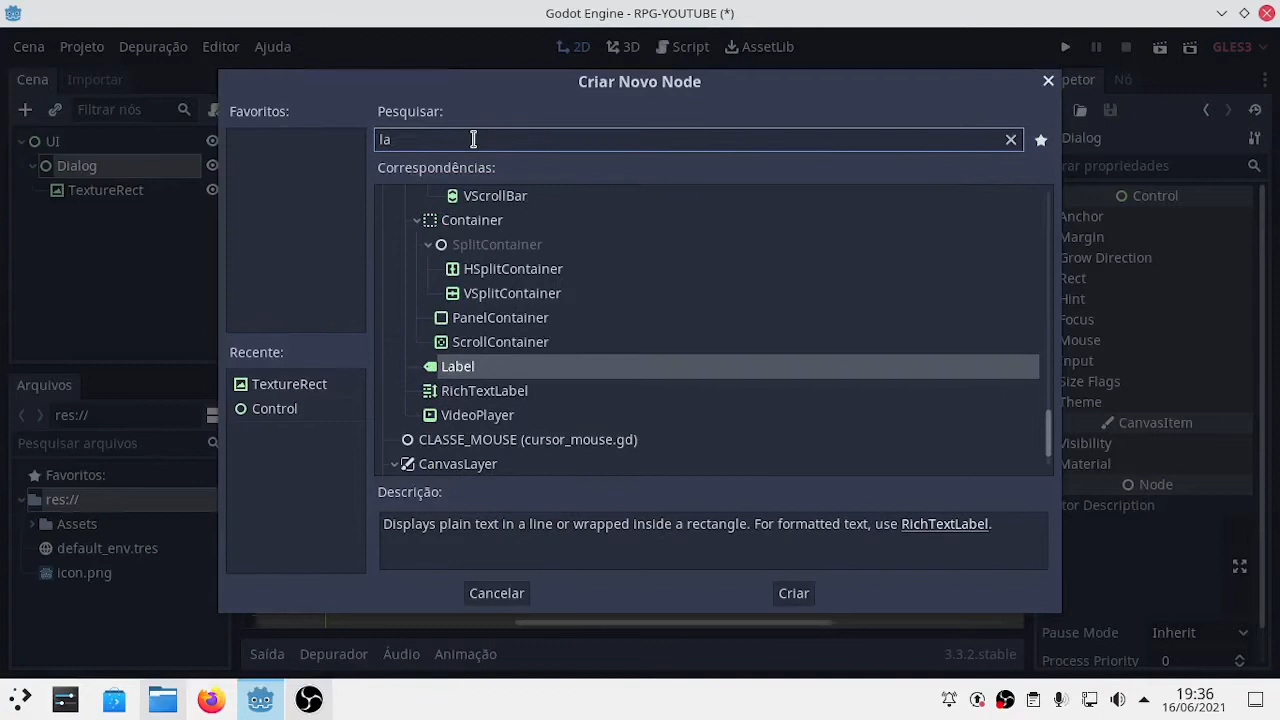 Godot Engine - RPG-YOUTUBE (*)
Cena Projeto Depuração Editor Ajuda
2D 3D Script AssetLib
GLES3
Cena Importar
Filtrar nós
UI
Dialog
TextureRect
Arquivos
res://
Pesquisar arquivos
Favoritos:
res://
Assets
default_env.tres
icon.png
Criar Novo Node
Favoritos:
Recente:
TextureRect
Control
Pesquisar:
la
Correspondências:
VScrollBar
Container
SplitContainer
HSplitContainer
VSplitContainer
PanelContainer
ScrollContainer
Label
RichTextLabel
VideoPlayer
CLASSE_MOUSE (cursor_mouse.gd)
CanvasLayer
Descrição:
Displays plain text in a line or wrapped inside a rectangle. For formatted text, use RichTextLabel.
Cancelar Criar
Saída Depurador Áudio Animação 3.3.2.stable
petor Nó
Dialog
ar propriedades
Control
Anchor
Margin
Grow Direction
Rect
Hint
Focus
Mouse
Input
Size Flags
Theme
CanvasItem
Visibility
Material
Node
or Description
Pause Mode Inherit
Process Priority 0
19:36
16/06/2021